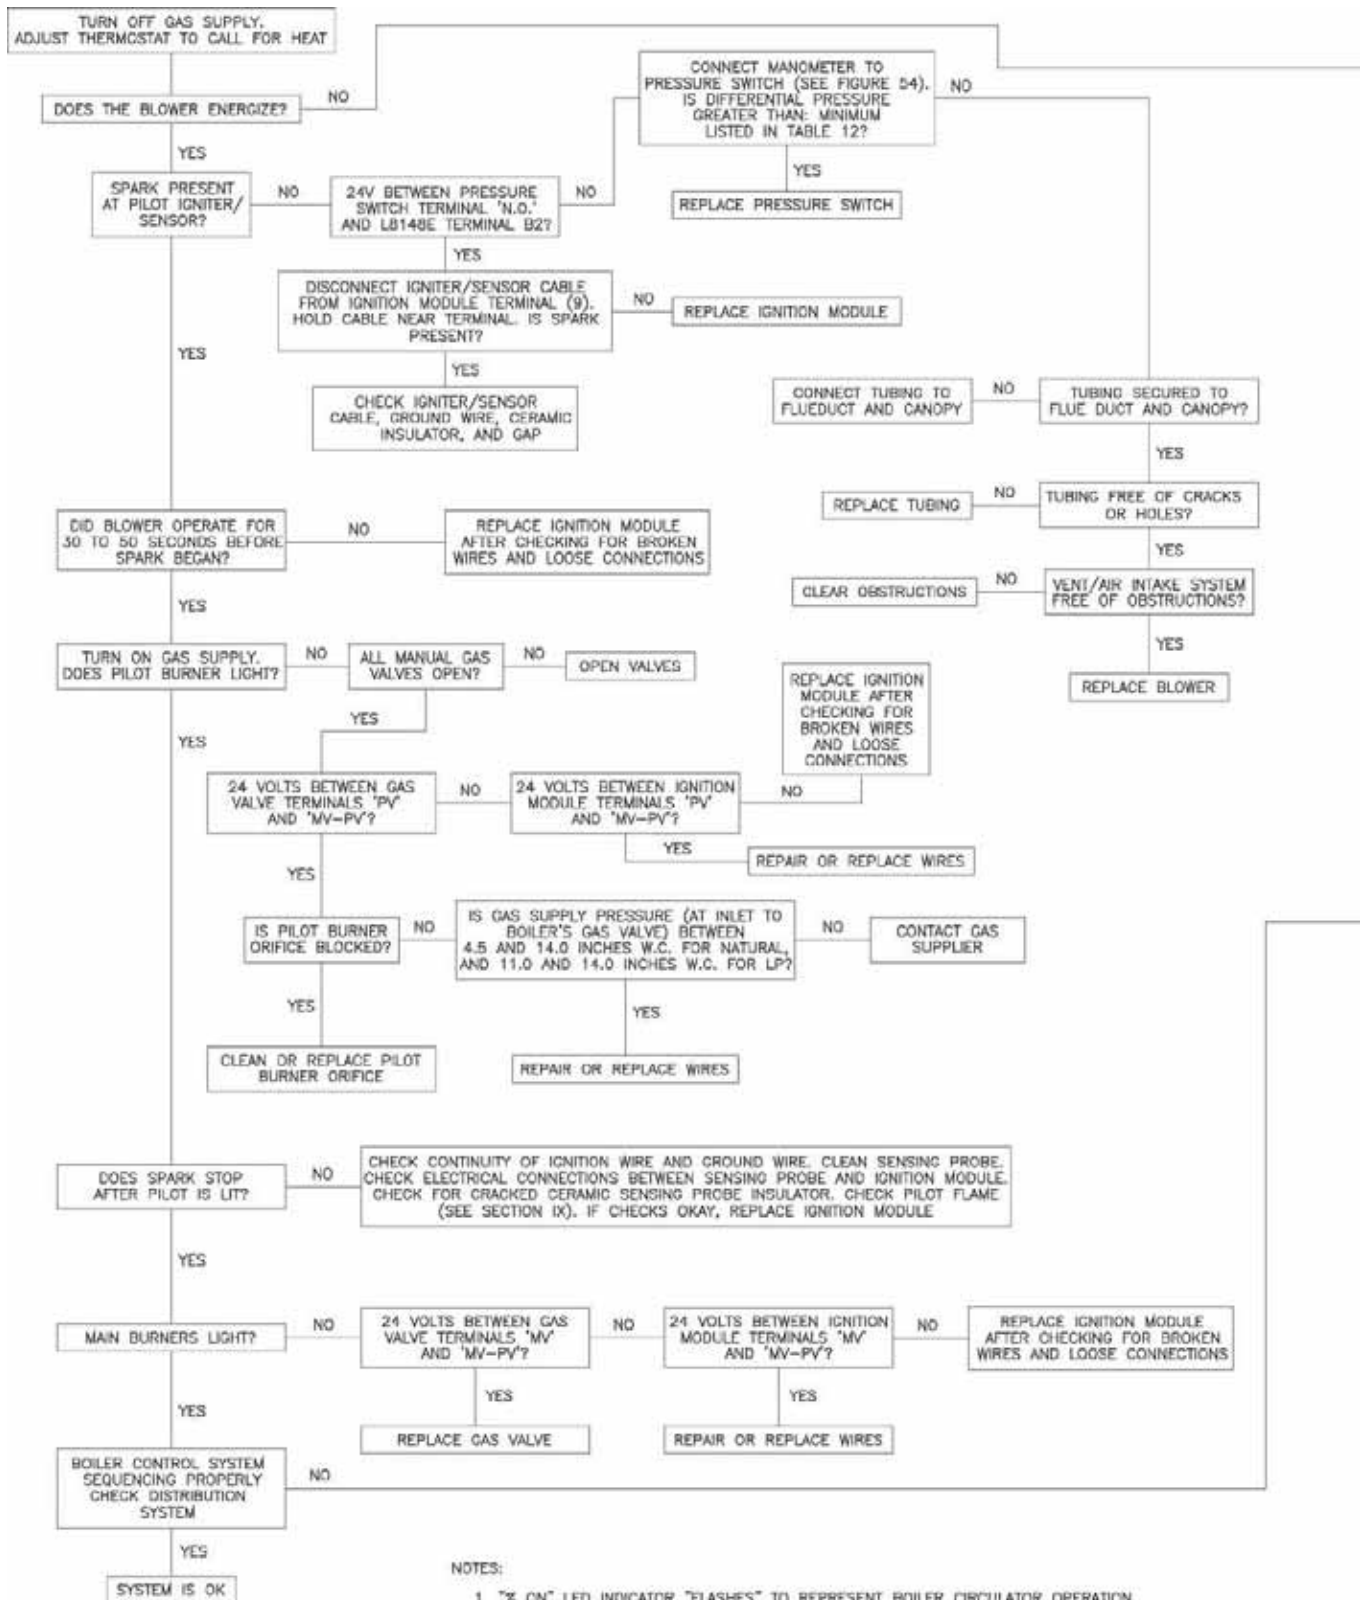 TURN OFF GAS SUPPLY.
ADJUST THERMOSTAT TO CALL FOR HEAT
DOES THE BLOWER ENERGIZE?
NO
CONNECT MANOMETER TO
PRESSURE SWITCH (SEE FIGURE 54).
IS DIFFERENTIAL PRESSURE
GREATER THAN: MINIMUM
LISTED IN TABLE 12?
NO
YES
YES
REPLACE PRESSURE SWITCH
SPARK PRESENT
AT PILOT IGNITER/
SENSOR?
NO
24V BETWEEN PRESSURE
SWITCH TERMINAL 'N.O.'
AND L8148E TERMINAL B2?
NO
YES
DISCONNECT IGNITER/SENSOR CABLE
FROM IGNITION MODULE TERMINAL (9).
HOLD CABLE NEAR TERMINAL. IS SPARK
PRESENT?
NO
REPLACE IGNITION MODULE
YES
YES
CHECK IGNITER/SENSOR
CABLE, GROUND WIRE, CERAMIC
INSULATOR, AND GAP
CONNECT TUBING TO
FLUEDUCT AND CANOPY
NO
TUBING SECURED TO
FLUE DUCT AND CANOPY?
YES
REPLACE TUBING
NO
TUBING FREE OF CRACKS
OR HOLES?
DID BLOWER OPERATE FOR
30 TO 50 SECONDS BEFORE
SPARK BEGAN?
NO
REPLACE IGNITION MODULE
AFTER CHECKING FOR BROKEN
WIRES AND LOOSE CONNECTIONS
YES
CLEAR OBSTRUCTIONS
NO
VENT/AIR INTAKE SYSTEM
FREE OF OBSTRUCTIONS?
YES
YES
REPLACE BLOWER
TURN ON GAS SUPPLY.
DOES PILOT BURNER LIGHT?
NO
ALL MANUAL GAS
VALVES OPEN?
NO
OPEN VALVES
REPLACE IGNITION
MODULE AFTER
CHECKING FOR
BROKEN WIRES
AND LOOSE
CONNECTIONS
YES
YES
24 VOLTS BETWEEN GAS
VALVE TERMINALS 'PV'
AND 'MV-PV'?
NO
24 VOLTS BETWEEN IGNITION
MODULE TERMINALS 'PV'
AND 'MV-PV'?
NO
YES
REPAIR OR REPLACE WIRES
YES
IS PILOT BURNER
ORIFICE BLOCKED?
NO
IS GAS SUPPLY PRESSURE (AT INLET TO
BOILER'S GAS VALVE) BETWEEN
4.5 AND 14.0 INCHES W.C. FOR NATURAL,
AND 11.0 AND 14.0 INCHES W.C. FOR LP?
NO
CONTACT GAS
SUPPLIER
YES
YES
CLEAN OR REPLACE PILOT
BURNER ORIFICE
REPAIR OR REPLACE WIRES
DOES SPARK STOP
AFTER PILOT IS LIT?
NO
CHECK CONTINUITY OF IGNITION WIRE AND GROUND WIRE. CLEAN SENSING PROBE.
CHECK ELECTRICAL CONNECTIONS BETWEEN SENSING PROBE AND IGNITION MODULE.
CHECK FOR CRACKED CERAMIC SENSING PROBE INSULATOR. CHECK PILOT FLAME
(SEE SECTION IX). IF CHECKS OKAY, REPLACE IGNITION MODULE
YES
MAIN BURNERS LIGHT?
NO
24 VOLTS BETWEEN GAS
VALVE TERMINALS 'MV'
AND 'MV-PV'?
NO
24 VOLTS BETWEEN IGNITION
MODULE TERMINALS 'MV'
AND 'MV-PV'?
NO
REPLACE IGNITION MODULE
AFTER CHECKING FOR BROKEN
WIRES AND LOOSE CONNECTIONS
YES
YES
YES
REPLACE GAS VALVE
REPAIR OR REPLACE WIRES
BOILER CONTROL SYSTEM
SEQUENCING PROPERLY
CHECK DISTRIBUTION
SYSTEM
NO
YES
SYSTEM IS OK
NOTES:
1. "% ON" LED INDICATOR "FLASHES" TO REPRESENT BOILER CIRCULATOR OPERATION